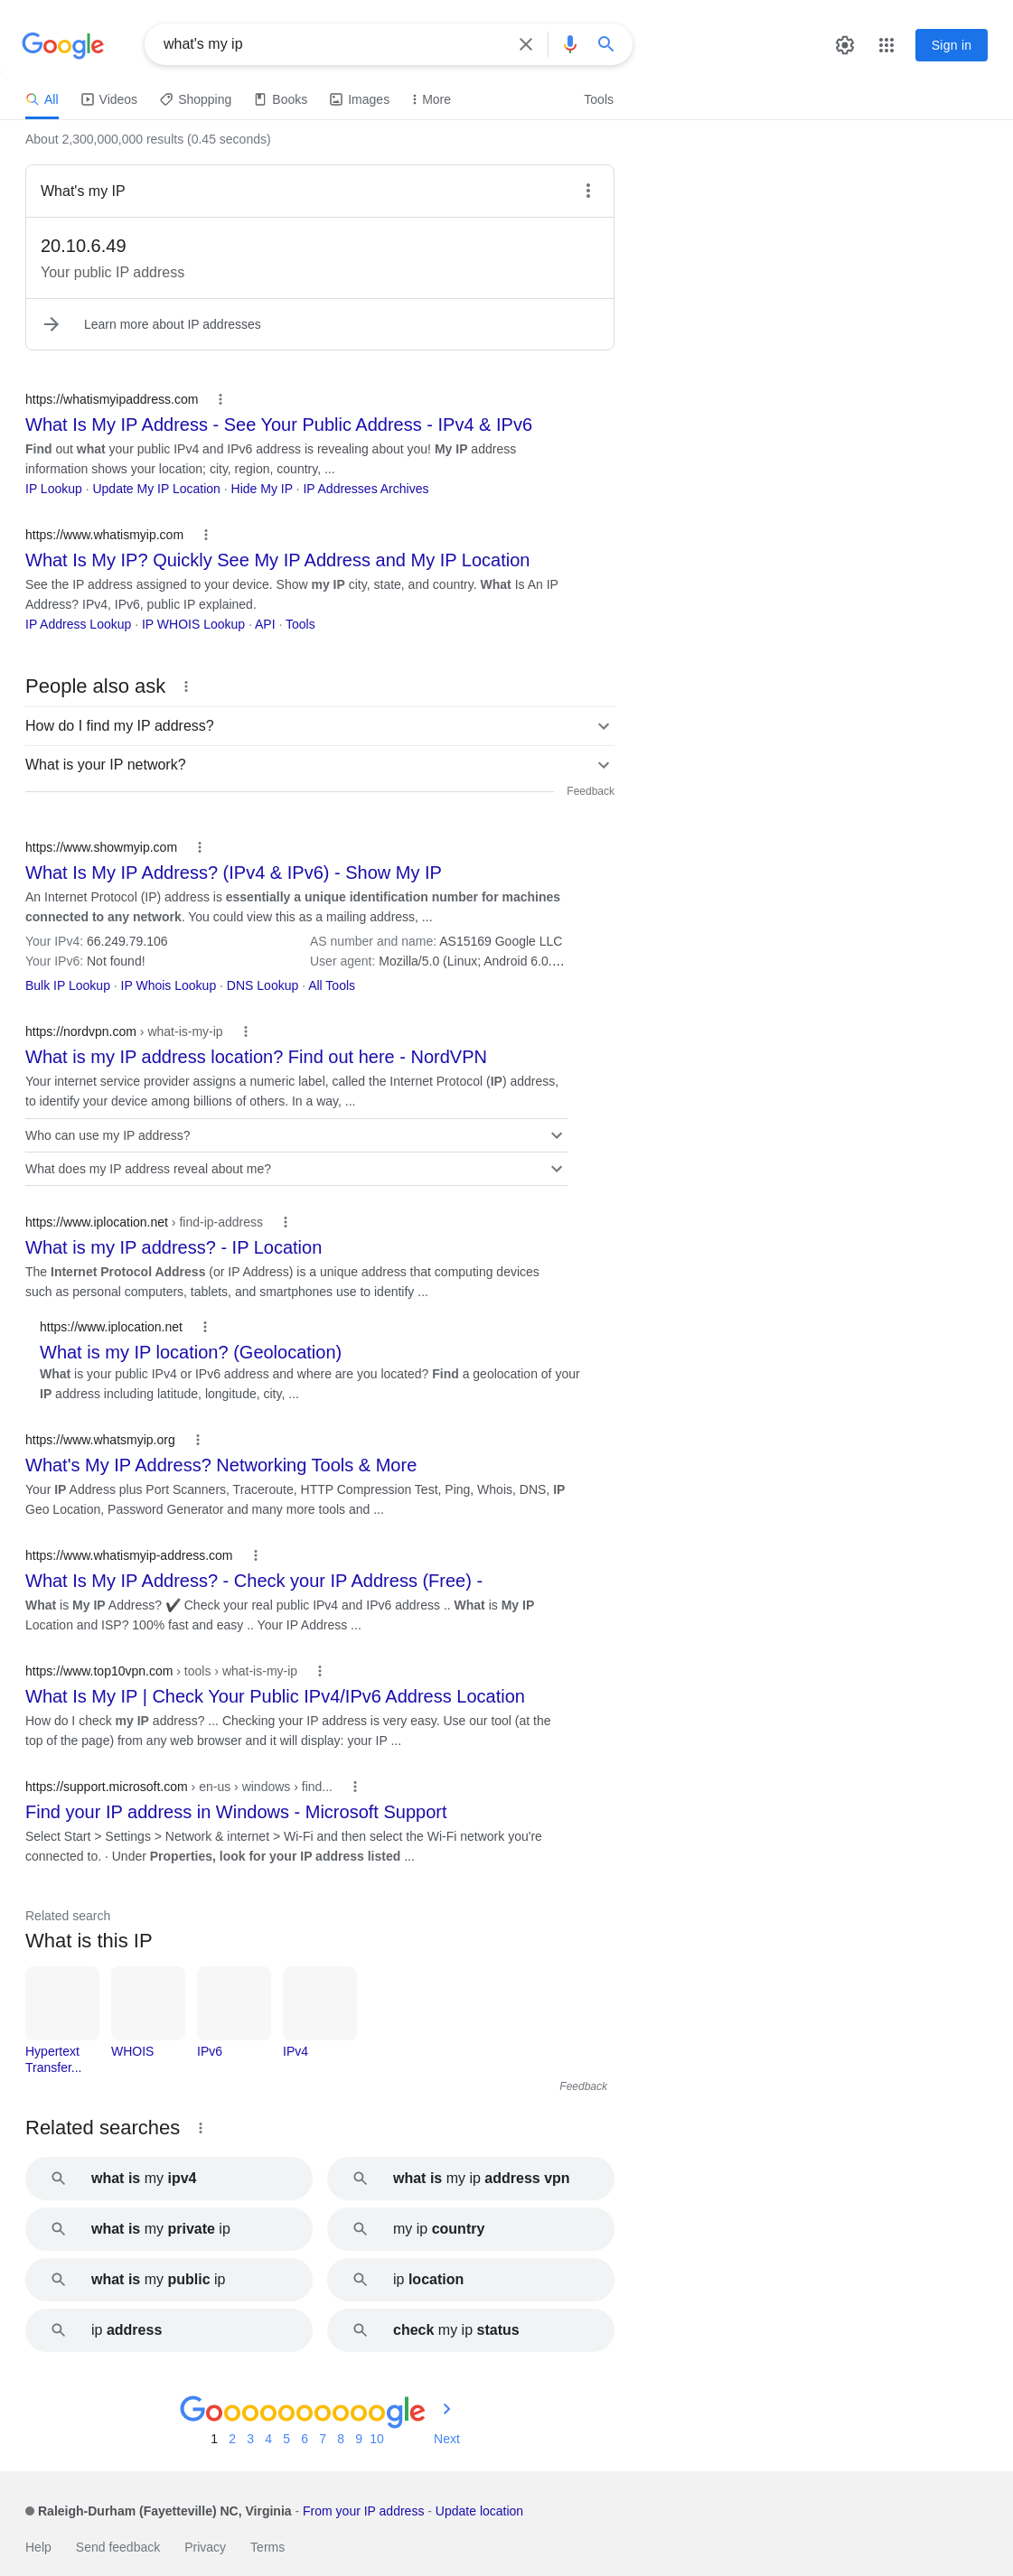 Google
what's my ip
Sign in
All
Videos
Shopping
Books
Images
More
Tools
About 2,300,000,000 results (0.45 seconds)
What's my IP
20.10.6.49
Your public IP address
Learn more about IP addresses
https://whatismyipaddress.com
What Is My IP Address - See Your Public Address - IPv4 & IPv6
Find out what your public IPv4 and IPv6 address is revealing about you! My IP address
information shows your location; city, region, country, ...
IP Lookup · Update My IP Location · Hide My IP · IP Addresses Archives
https://www.whatismyip.com
What Is My IP? Quickly See My IP Address and My IP Location
See the IP address assigned to your device. Show my IP city, state, and country. What Is An IP
Address? IPv4, IPv6, public IP explained.
IP Address Lookup · IP WHOIS Lookup · API · Tools
People also ask
How do I find my IP address?
What is your IP network?
Feedback
https://www.showmyip.com
What Is My IP Address? (IPv4 & IPv6) - Show My IP
An Internet Protocol (IP) address is essentially a unique identification number for machines
connected to any network. You could view this as a mailing address, ...
Your IPv4: 66.249.79.106
AS number and name: AS15169 Google LLC
Your IPv6: Not found!
User agent: Mozilla/5.0 (Linux; Android 6.0....
Bulk IP Lookup · IP Whois Lookup · DNS Lookup · All Tools
https://nordvpn.com › what-is-my-ip
What is my IP address location? Find out here - NordVPN
Your internet service provider assigns a numeric label, called the Internet Protocol (IP) address,
to identify your device among billions of others. In a way, ...
Who can use my IP address?
What does my IP address reveal about me?
https://www.iplocation.net › find-ip-address
What is my IP address? - IP Location
The Internet Protocol Address (or IP Address) is a unique address that computing devices
such as personal computers, tablets, and smartphones use to identify ...
https://www.iplocation.net
What is my IP location? (Geolocation)
What is your public IPv4 or IPv6 address and where are you located? Find a geolocation of your
IP address including latitude, longitude, city, ...
https://www.whatsmyip.org
What's My IP Address? Networking Tools & More
Your IP Address plus Port Scanners, Traceroute, HTTP Compression Test, Ping, Whois, DNS, IP
Geo Location, Password Generator and many more tools and ...
https://www.whatismyip-address.com
What Is My IP Address? - Check your IP Address (Free) -
What is My IP Address? ✔️ Check your real public IPv4 and IPv6 address .. What is My IP
Location and ISP? 100% fast and easy .. Your IP Address ...
https://www.top10vpn.com › tools › what-is-my-ip
What Is My IP | Check Your Public IPv4/IPv6 Address Location
How do I check my IP address? ... Checking your IP address is very easy. Use our tool (at the
top of the page) from any web browser and it will display: your IP ...
https://support.microsoft.com › en-us › windows › find...
Find your IP address in Windows - Microsoft Support
Select Start > Settings > Network & internet > Wi-Fi and then select the Wi-Fi network you're
connected to. · Under Properties, look for your IP address listed ...
Related search
What is this IP
Hypertext
Transfer...
WHOIS
IPv6
IPv4
Feedback
Related searches
what is my ipv4
what is my ip address vpn
what is my private ip
my ip country
what is my public ip
ip location
ip address
check my ip status
Goooooooooogle
1 2 3 4 5 6 7 8 9 10 Next
Raleigh-Durham (Fayetteville) NC, Virginia - From your IP address - Update location
Help
Send feedback
Privacy
Terms